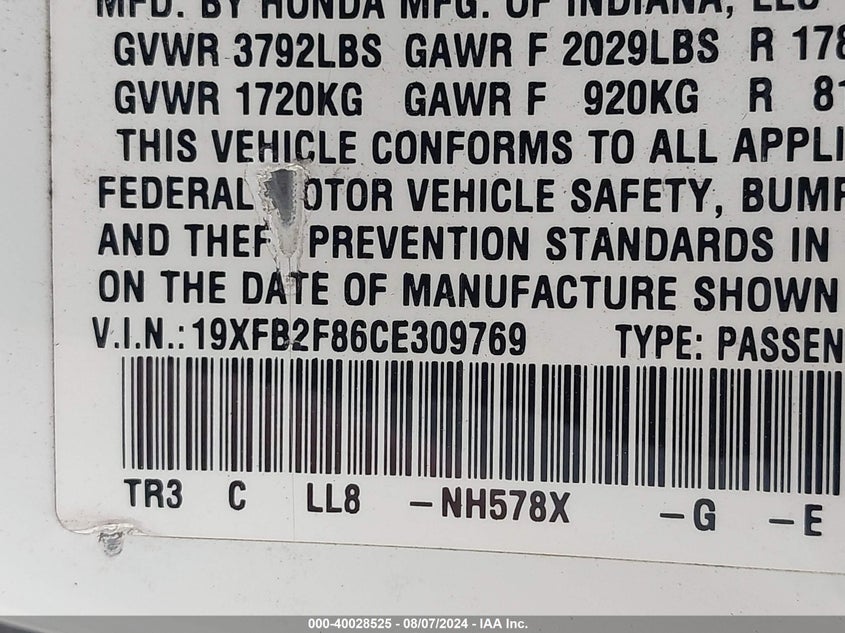 MFD. BY HONDA MFG. OF INDIANA, LLC
GVWR 3792LBS GAWR F 2029LBS R 178
GVWR 1720KG GAWR F 920KG R 81
THIS VEHICLE CONFORMS TO ALL APPLI
FEDERAL MOTOR VEHICLE SAFETY, BUMP
AND THEFT PREVENTION STANDARDS IN
ON THE DATE OF MANUFACTURE SHOWN
V.I.N.:19XFB2F86CE309769 TYPE: PASSEN
TR3 C LL8 -NH578X -G -E
000-40028525 - 08/07/2024 - IAA Inc.